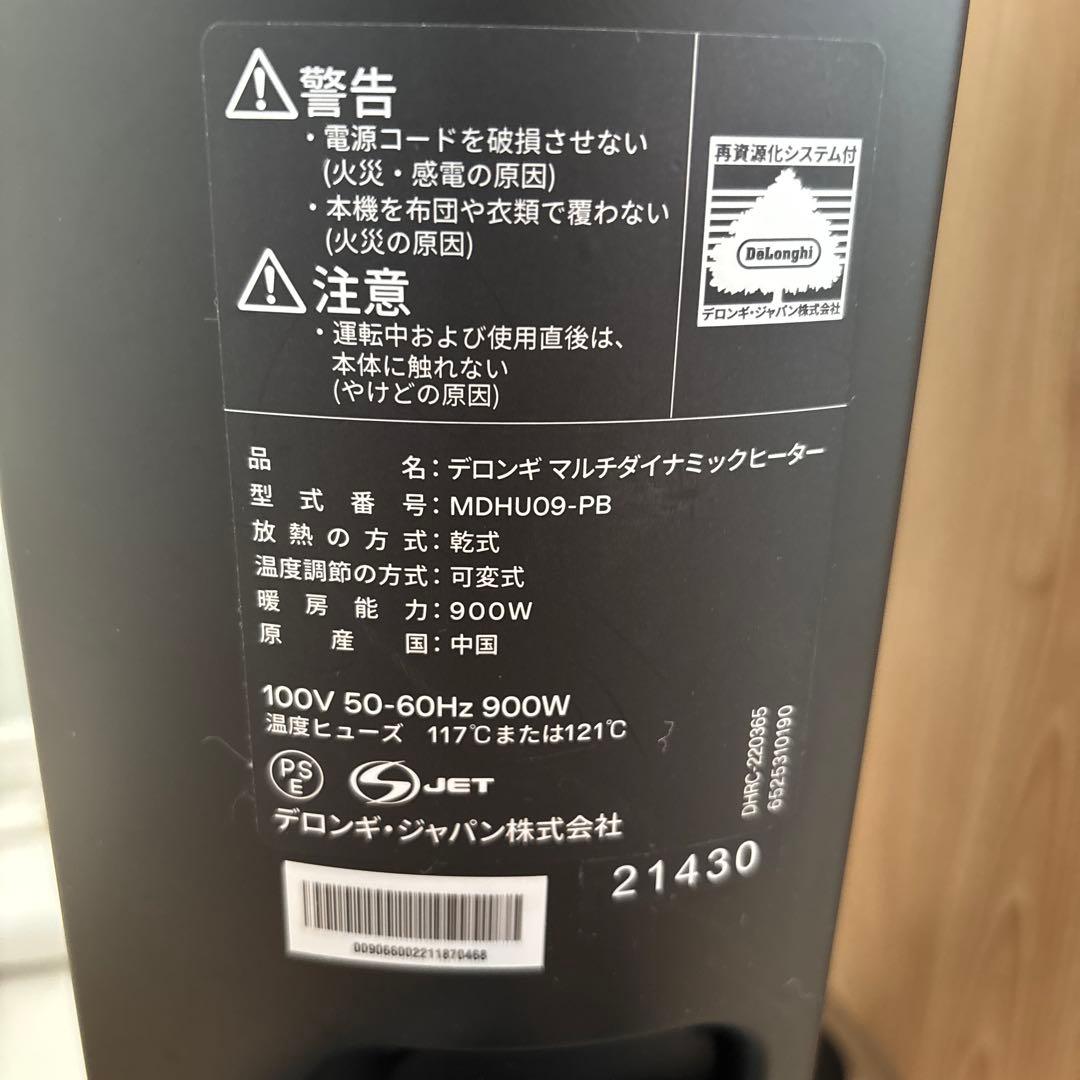 警告
・電源コードを破損させない
(火災・感電の原因)
・本機を布団や衣類で覆わない
(火災の原因)
注意
・運転中および使用直後は、
本体に触れない
(やけどの原因)
再資源化システム付
DeLonghi
デロンギ・ジャパン株式会社
品名：デロンギ マルチダイナミックヒーター
型式番号：MDHU09-PB
放熱の方式：乾式
温度調節の方式：可変式
暖房能力：900W
原産国：中国
100V 50-60Hz 900W
温度ヒューズ 117℃または121℃
PSE
JET
デロンギ・ジャパン株式会社
DHRC-220365
6525310190
21430
009066002211870468